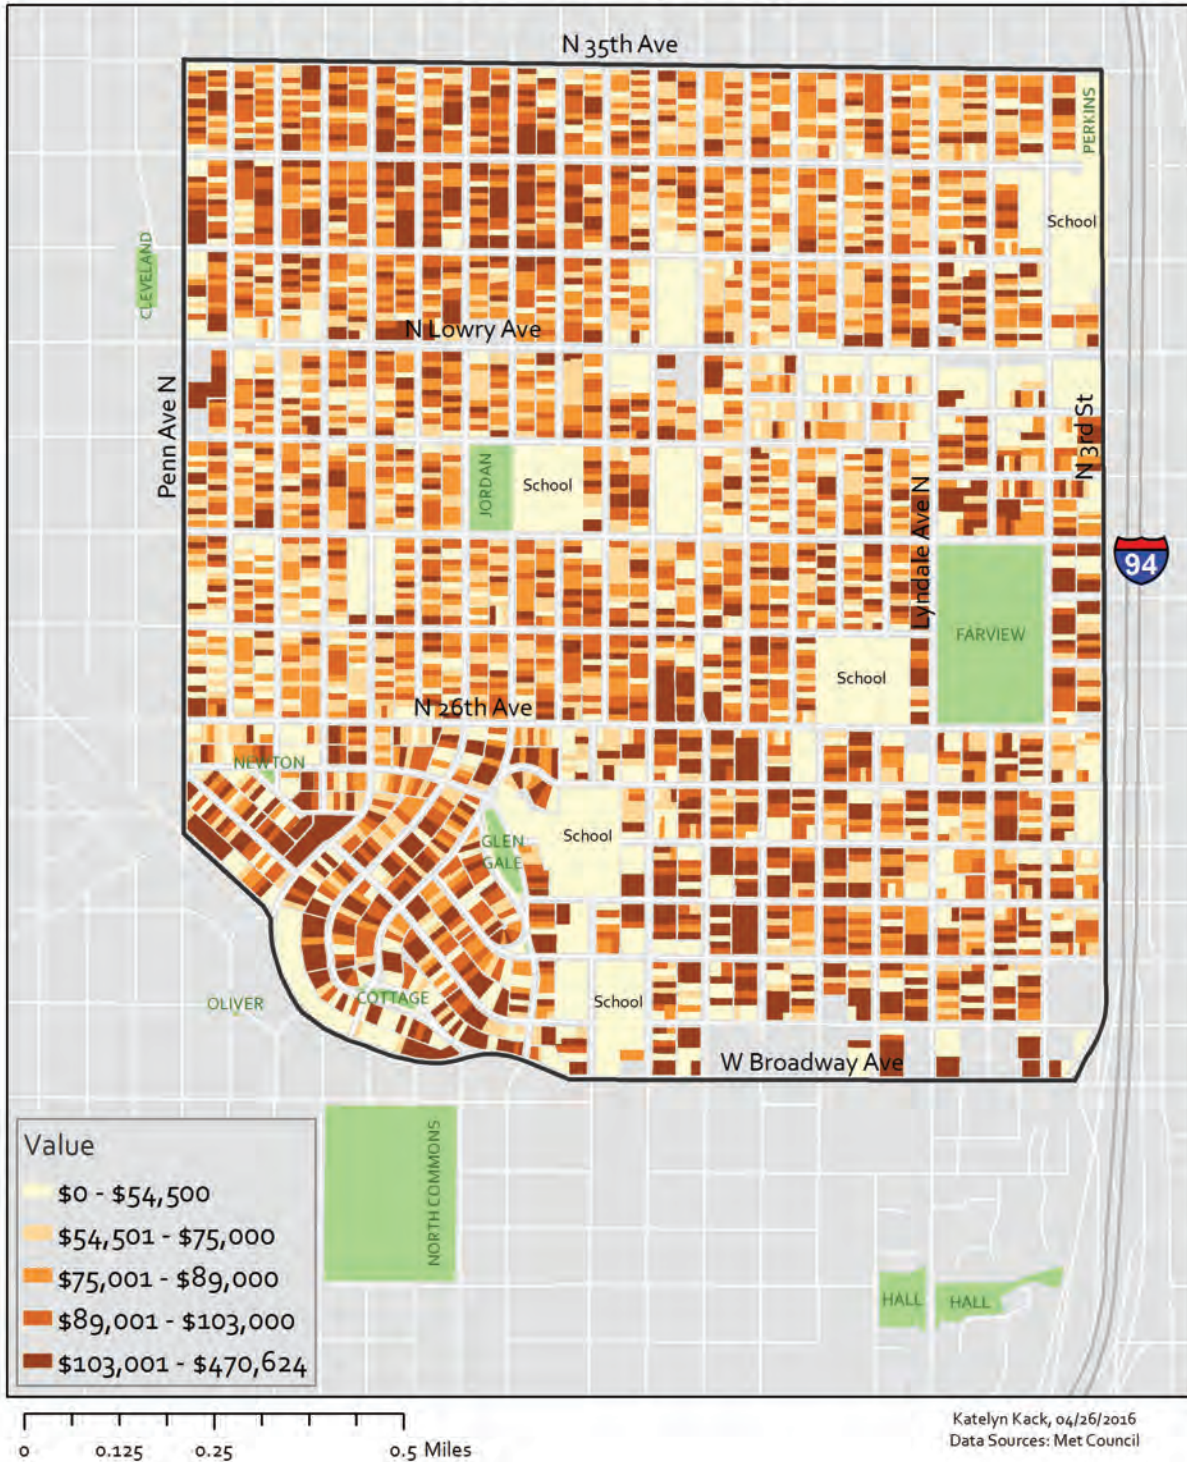 N 35th Ave
PERKINS
School
CLEVELAND
N Lowry Ave
Penn Ave N
N 3rd St
JORDAN
School
Lyndale Ave N
94
FARVIEW
School
N 26th Ave
NEWTON
GLEN
GALE
School
OLIVER
COTTAGE
School
W Broadway Ave
NORTH COMMONS
HALL
HALL
Value
$0 - $54,500
$54,501 - $75,000
$75,001 - $89,000
$89,001 - $103,000
$103,001 - $470,624
0 0.125 0.25 0.5 Miles
Katelyn Kack, 04/26/2016
Data Sources: Met Council